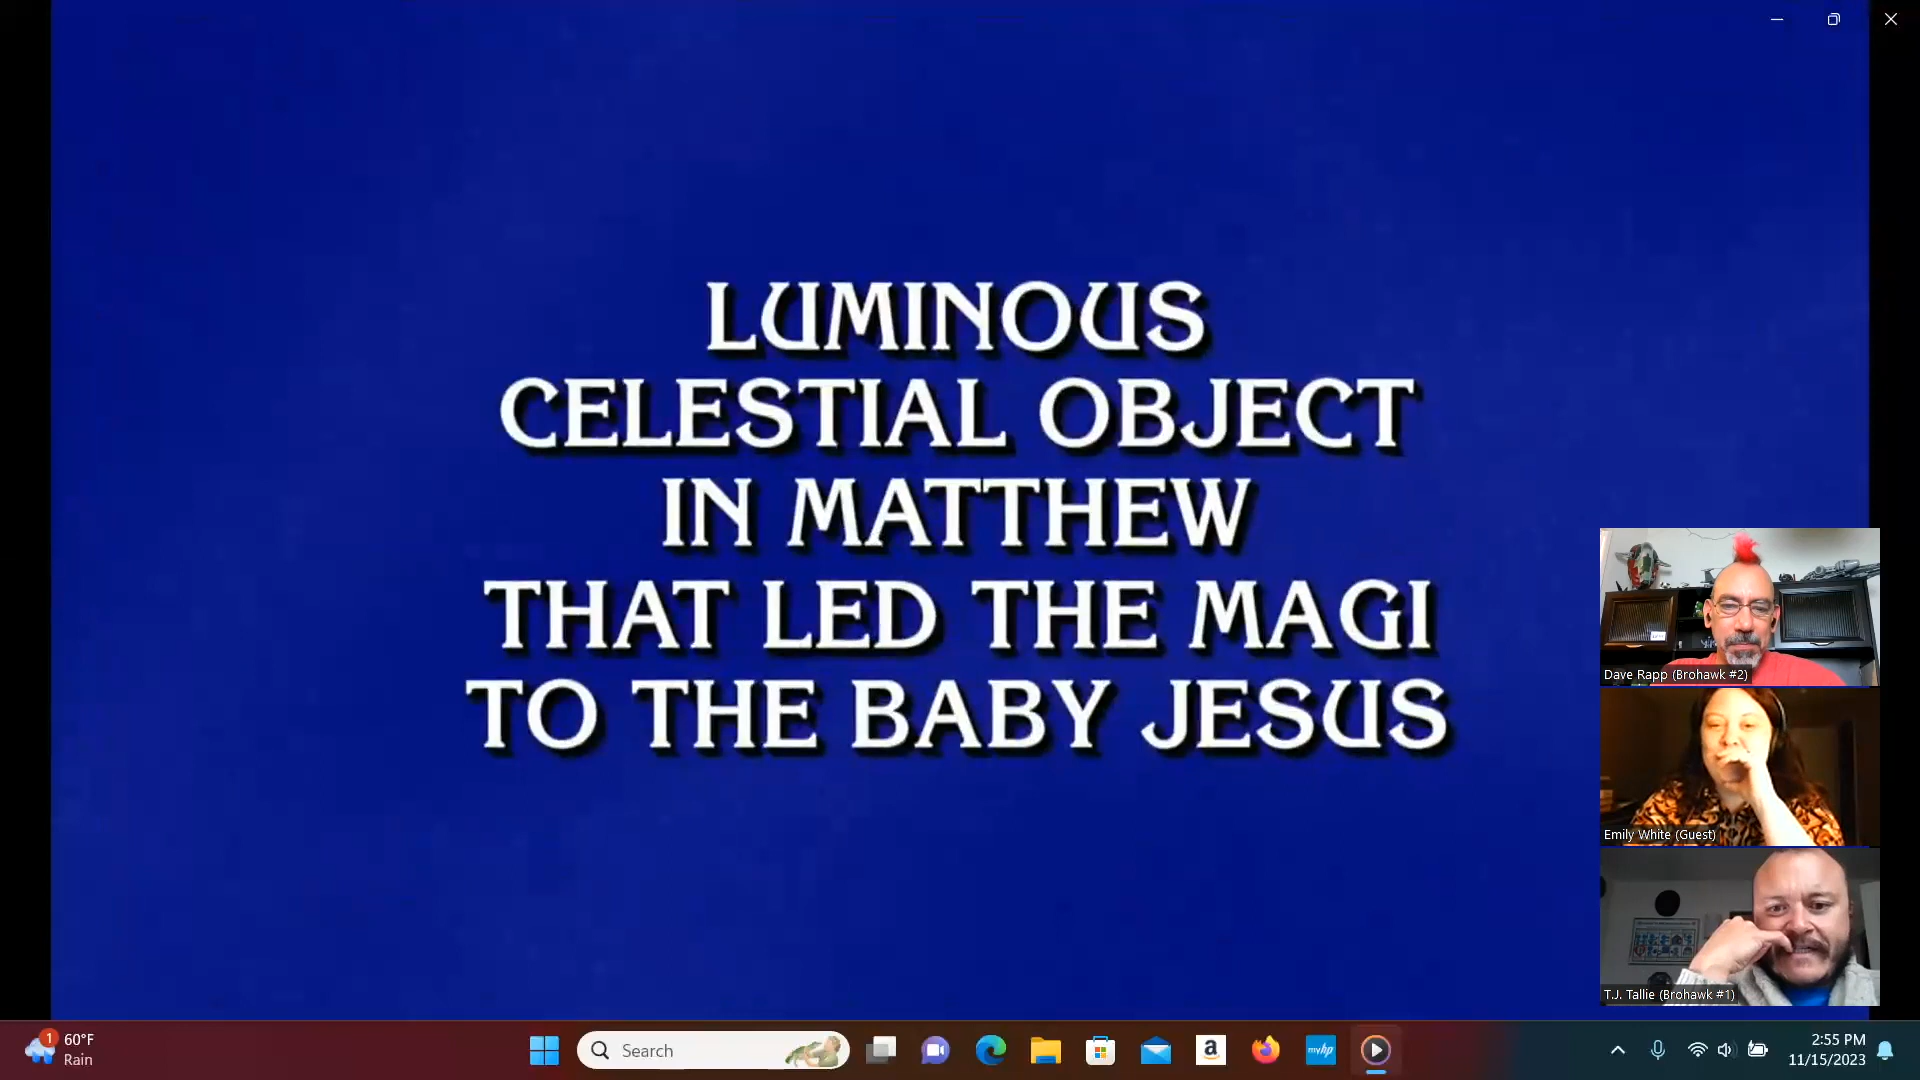 LUMINOUS
CELESTIAL OBJECT
IN MATTHEW
THAT LED THE MAGI
TO THE BABY JESUS
Dave Rapp (Brohawk #2)
Emily White (Guest)
T.J. Tallie (Brohawk #1)
1
60°F
Rain
Search
a
myhp
2:55 PM
11/15/2023